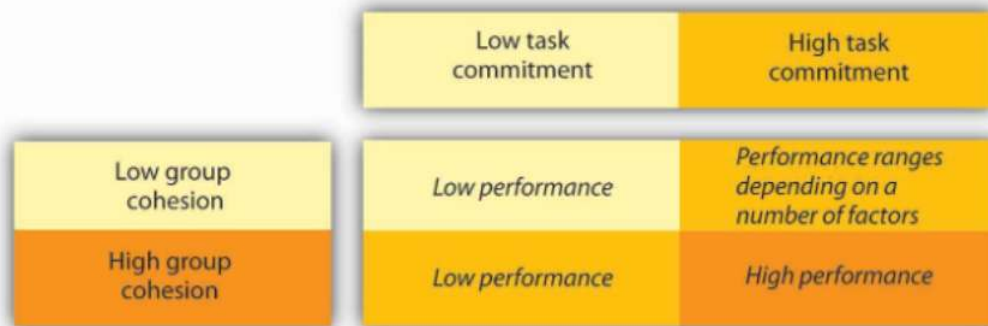 Low task
commitment
High task
commitment
Low group
cohesion
Low performance
Performance ranges
depending on a
number of factors
High group
cohesion
Low performance
High performance